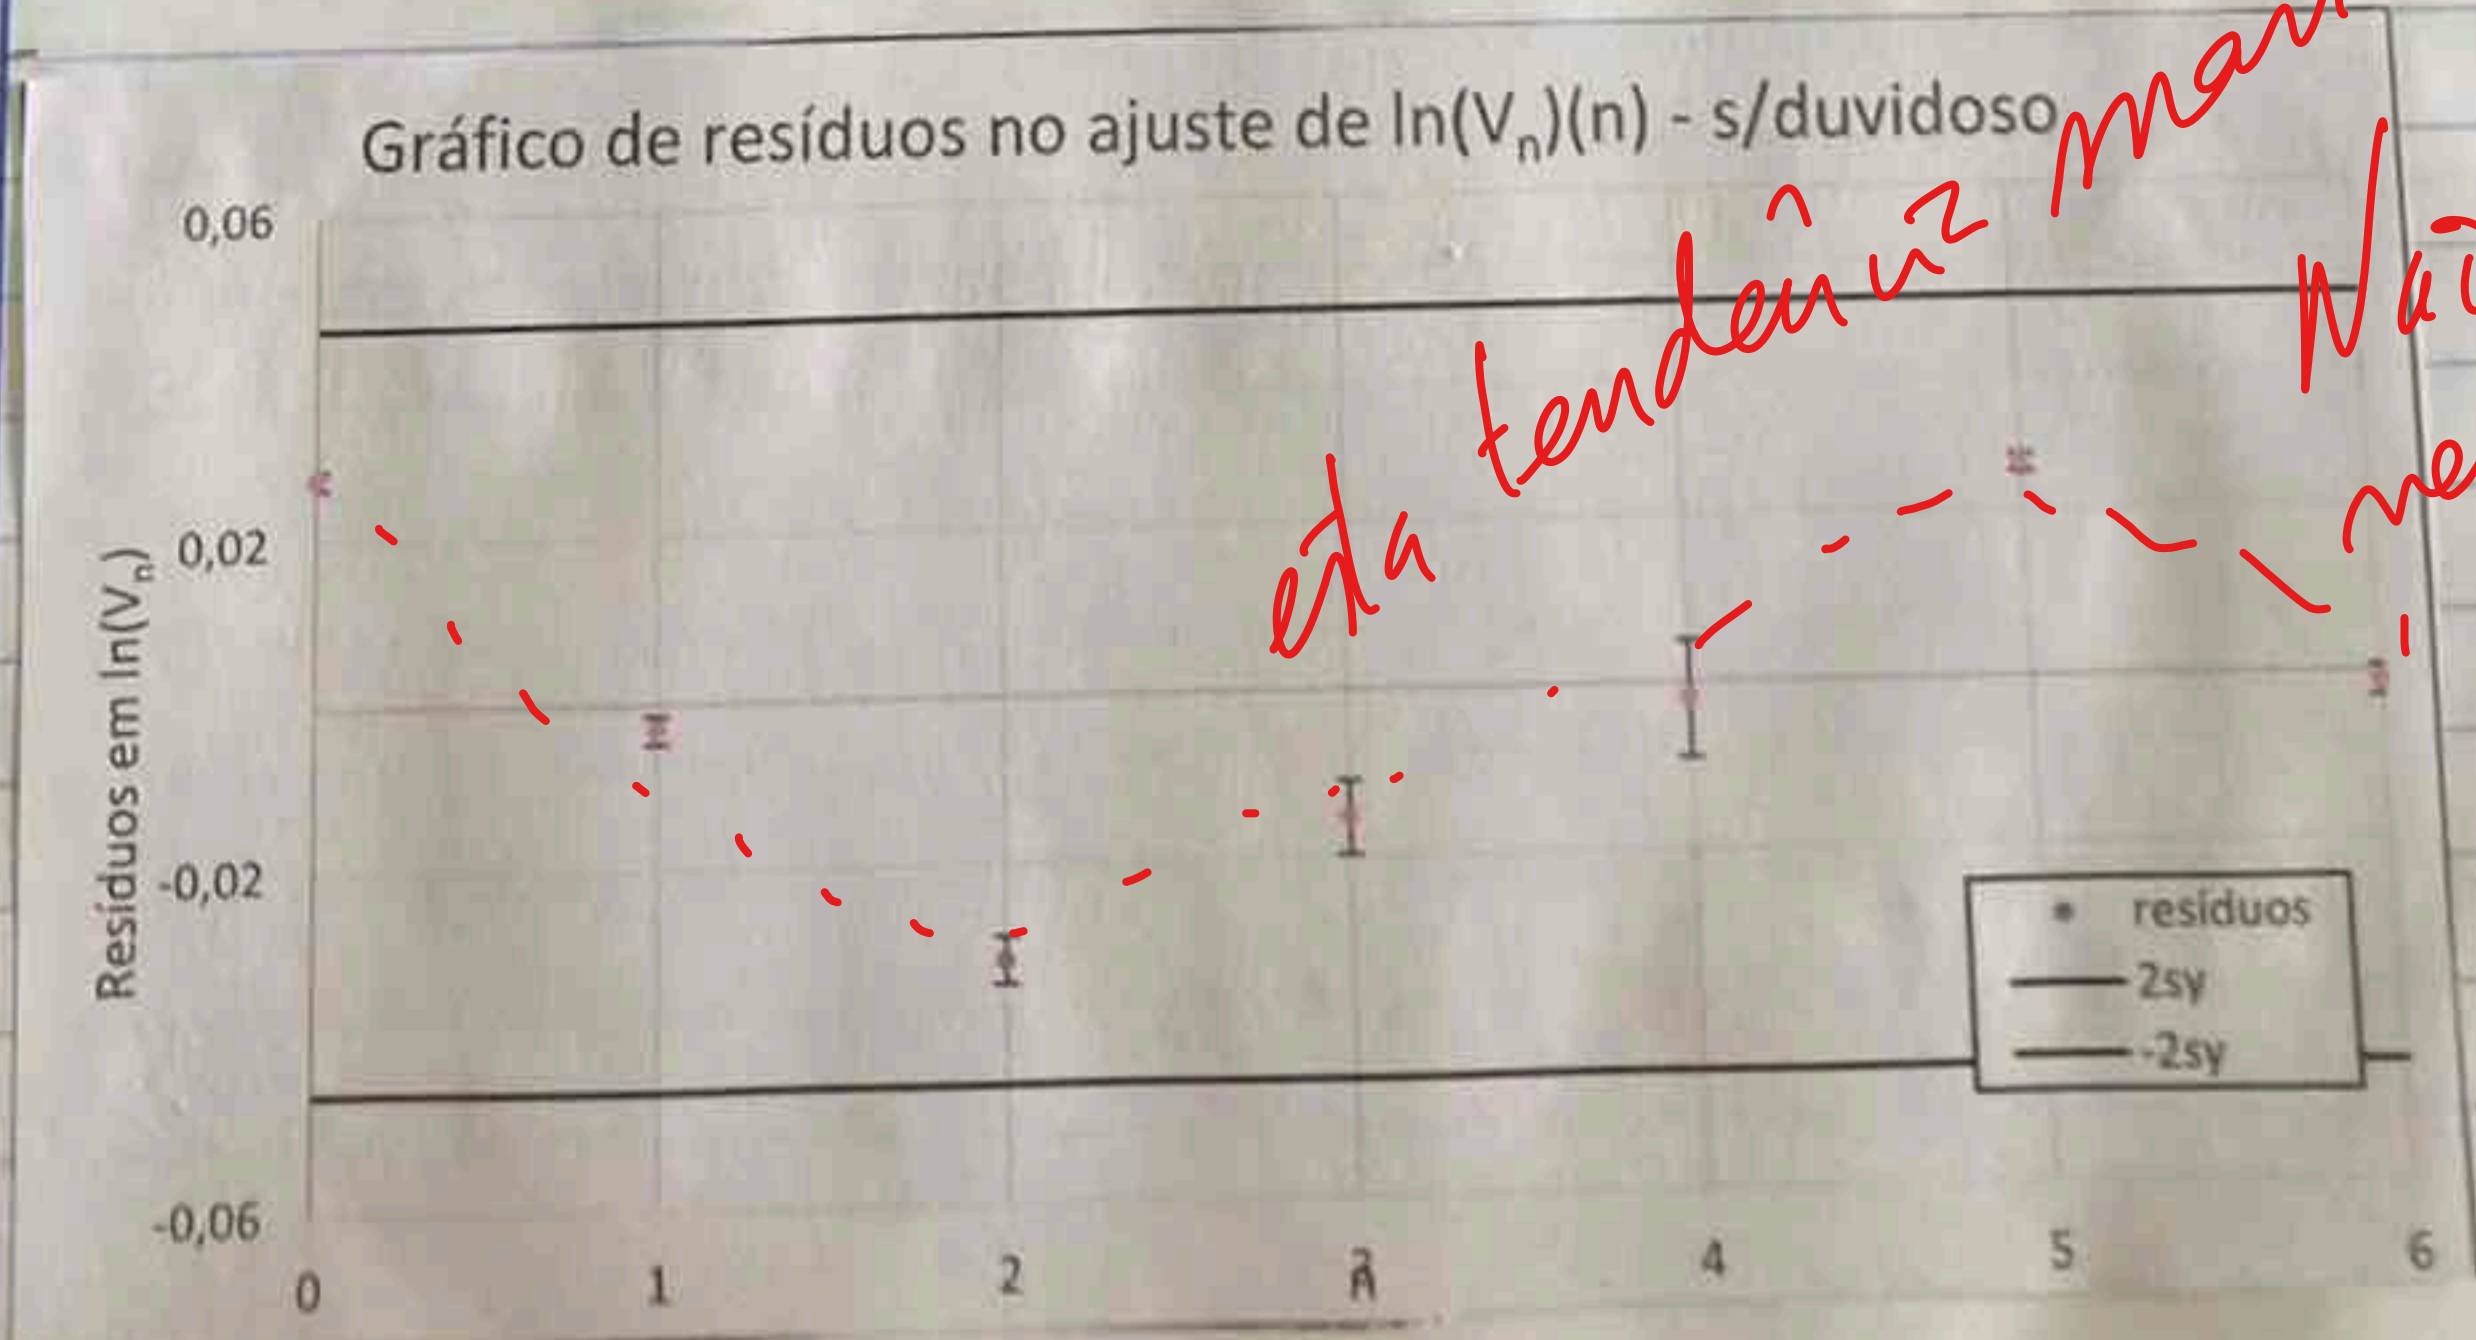 Gráfico de resíduos no ajuste de ln(Vn)(n) - s/duvidoso
0,06
0,02
-0,02
-0,06
Resíduos em ln(Vn)
0 1 2 3 4 5 6
n
resíduos
2sy
-2sy
esta tendência